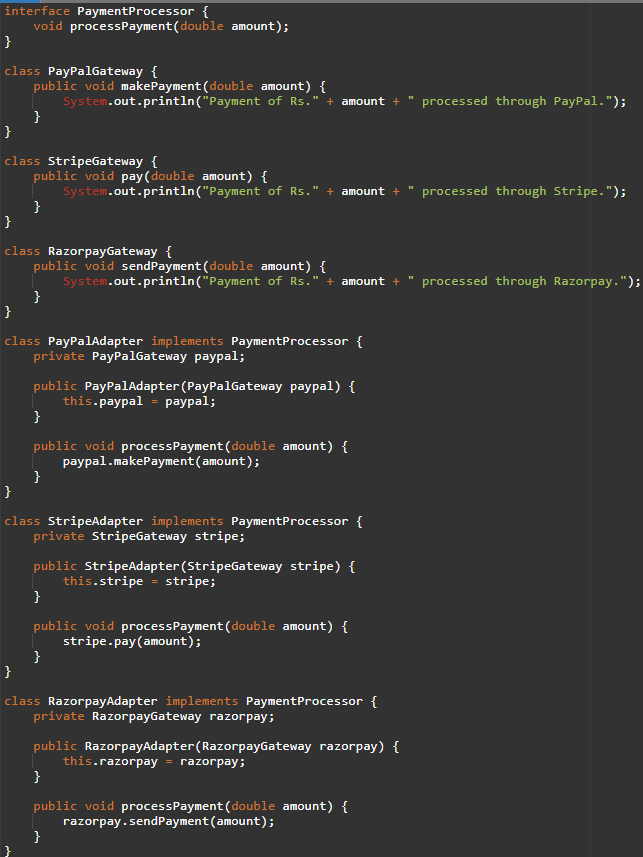 interface PaymentProcessor {
    void processPayment(double amount);
}

class PayPalGateway {
    public void makePayment(double amount) {
        System.out.println("Payment of Rs." + amount + " processed through PayPal.");
    }
}

class StripeGateway {
    public void pay(double amount) {
        System.out.println("Payment of Rs." + amount + " processed through Stripe.");
    }
}

class RazorpayGateway {
    public void sendPayment(double amount) {
        System.out.println("Payment of Rs." + amount + " processed through Razorpay.");
    }
}

class PayPalAdapter implements PaymentProcessor {
    private PayPalGateway paypal;

    public PayPalAdapter(PayPalGateway paypal) {
        this.paypal = paypal;
    }

    public void processPayment(double amount) {
        paypal.makePayment(amount);
    }
}

class StripeAdapter implements PaymentProcessor {
    private StripeGateway stripe;

    public StripeAdapter(StripeGateway stripe) {
        this.stripe = stripe;
    }

    public void processPayment(double amount) {
        stripe.pay(amount);
    }
}

class RazorpayAdapter implements PaymentProcessor {
    private RazorpayGateway razorpay;

    public RazorpayAdapter(RazorpayGateway razorpay) {
        this.razorpay = razorpay;
    }

    public void processPayment(double amount) {
        razorpay.sendPayment(amount);
    }
}